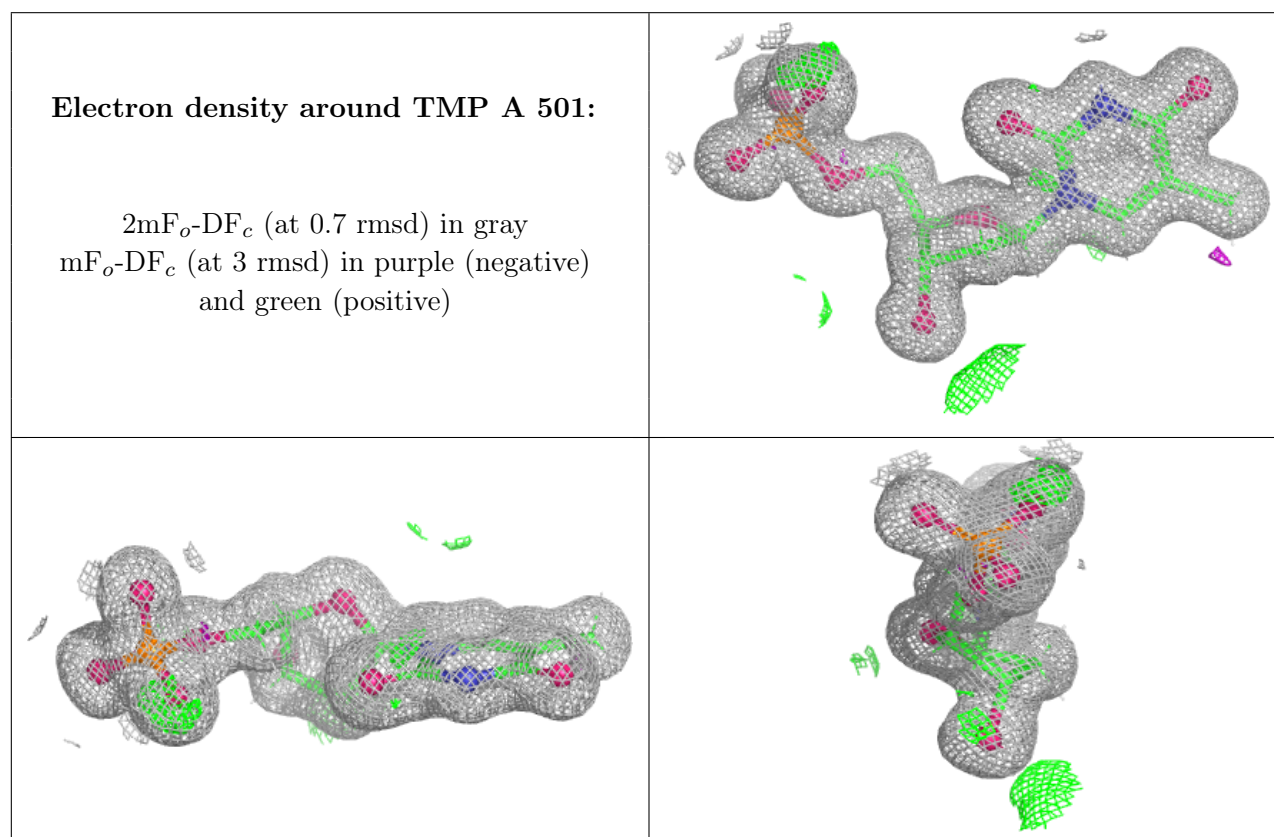 Electron density around TMP A 501:
2mFₒ-DF𝒸 (at 0.7 rmsd) in gray
mFₒ-DF𝒸 (at 3 rmsd) in purple (negative)
and green (positive)